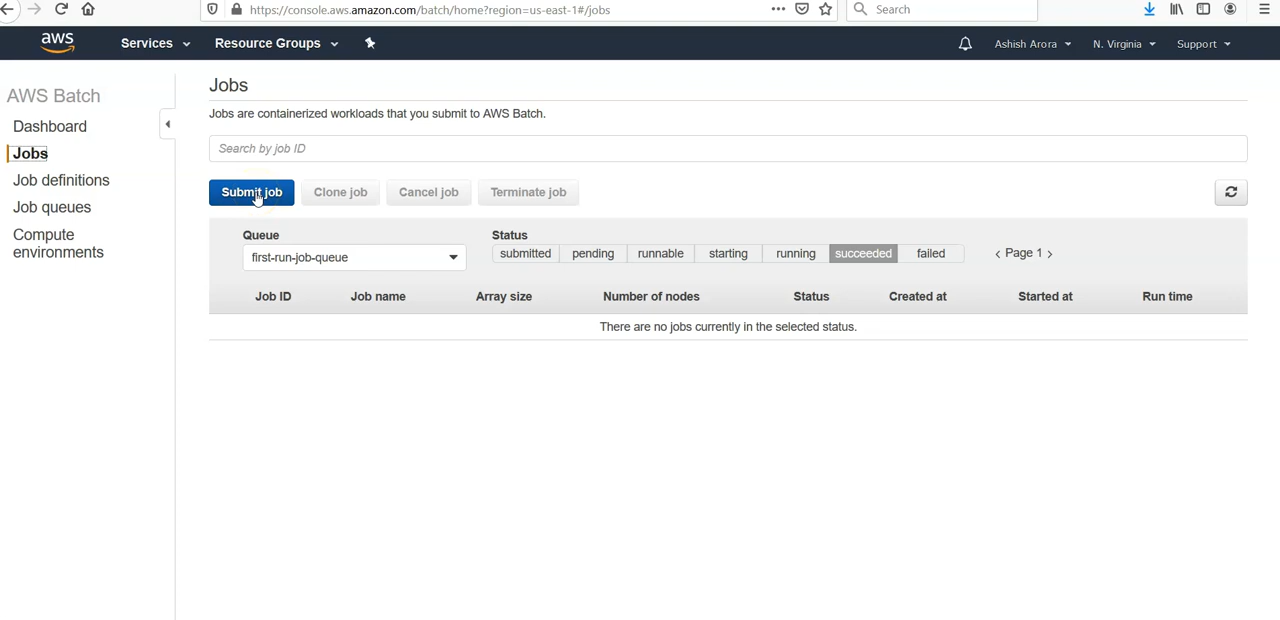 https://console.aws.amazon.com/batch/home?region=us-east-1#/jobs
Search
aws
Services
Resource Groups
Ashish Arora
N. Virginia
Support
AWS Batch
Dashboard
Jobs
Job definitions
Job queues
Compute
environments
Jobs
Jobs are containerized workloads that you submit to AWS Batch.
Search by job ID
Submit job
Clone job
Cancel job
Terminate job
Queue
first-run-job-queue
Status
submitted
pending
runnable
starting
running
succeeded
failed
Page 1
Job ID
Job name
Array size
Number of nodes
Status
Created at
Started at
Run time
There are no jobs currently in the selected status.